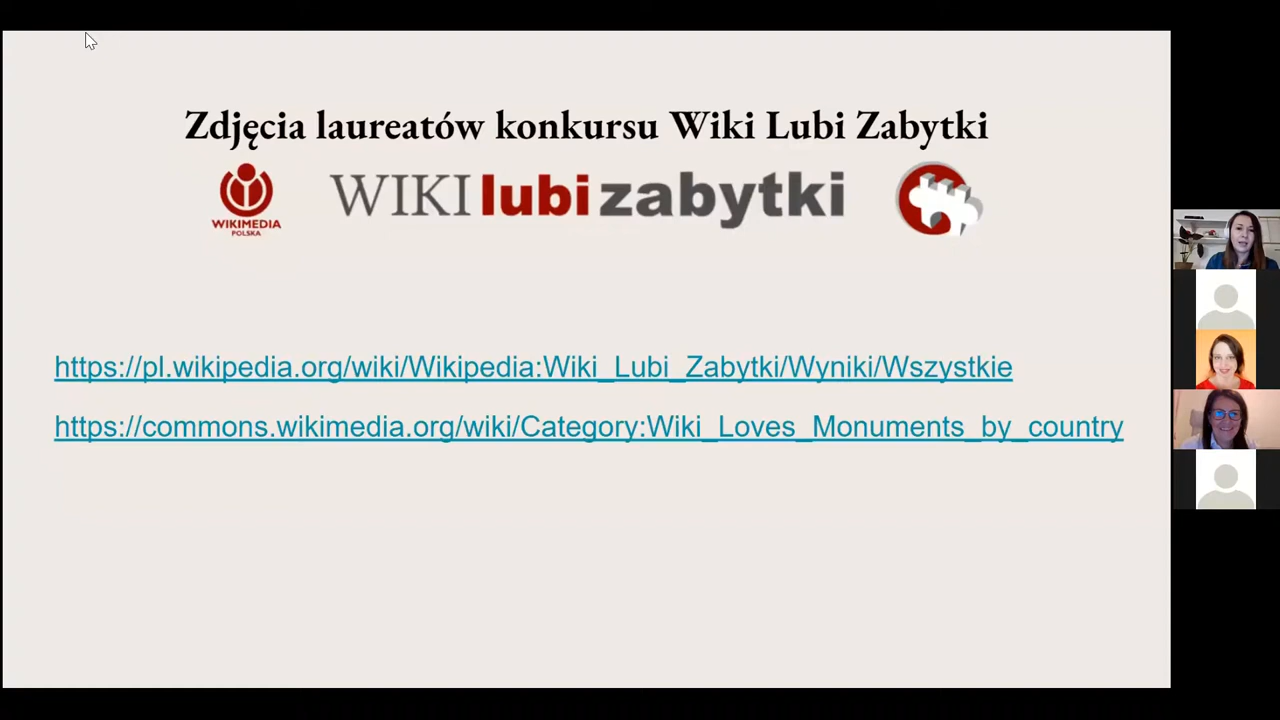 Zdjęcia laureatów konkursu Wiki Lubi Zabytki
WIKIMEDIA
POLSKA
WIKI lubi zabytki
https://pl.wikipedia.org/wiki/Wikipedia:Wiki_Lubi_Zabytki/Wyniki/Wszystkie
https://commons.wikimedia.org/wiki/Category:Wiki_Loves_Monuments_by_country